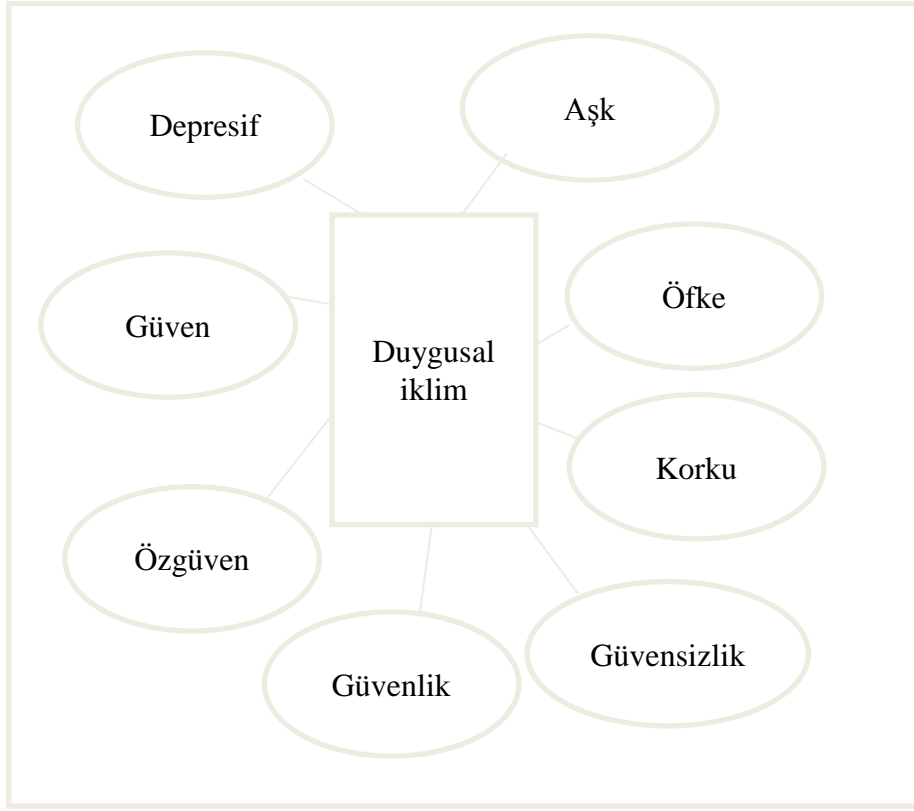 Depresif
Aşk
Güven
Öfke
Duygusal
iklim
Korku
Özgüven
Güvenlik
Güvensizlik